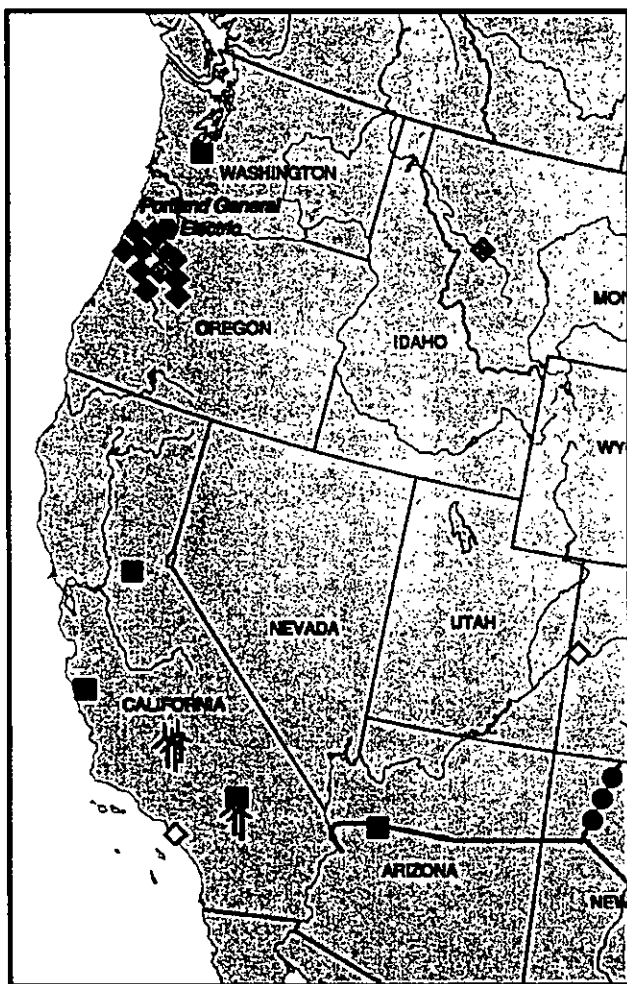 WASHINGTON
Portland General
Electric
OREGON
IDAHO
MON
WY
NEVADA
UTAH
CALIFORNIA
ARIZONA
NEW